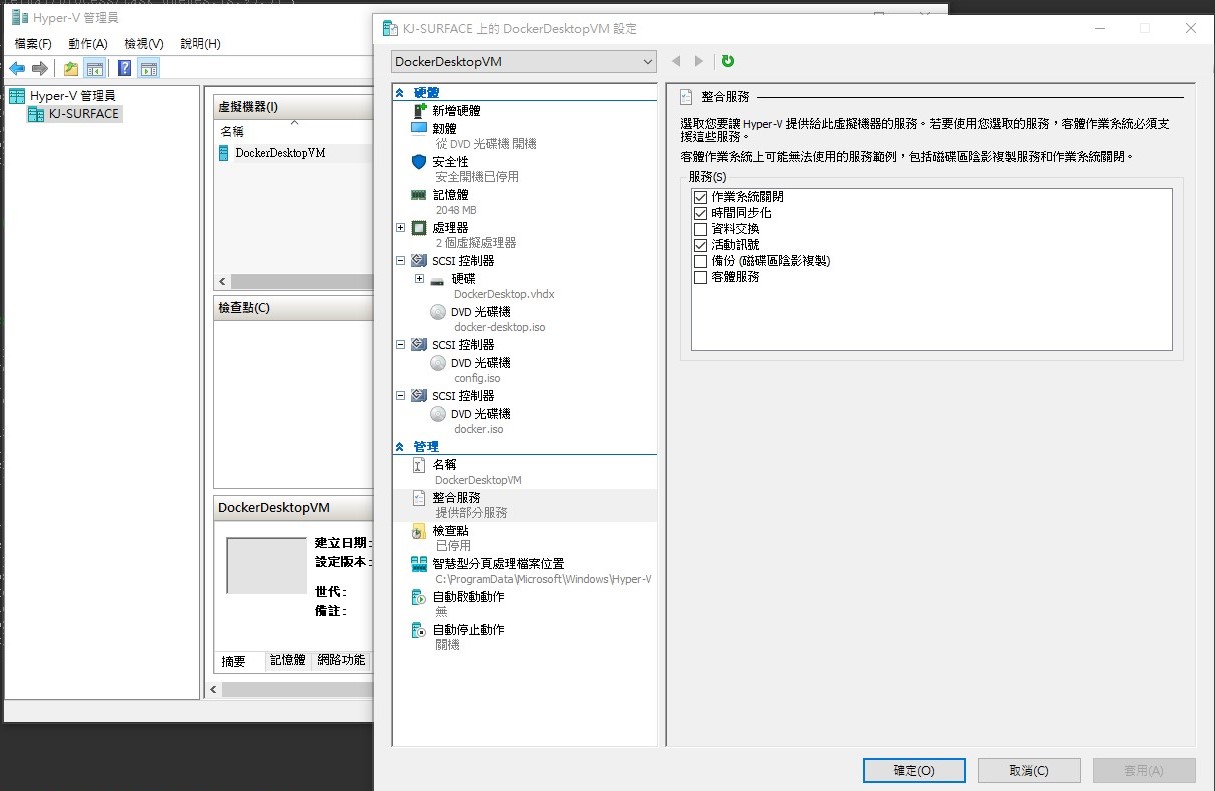 Hyper-V 管理員
檔案(F) 動作(A) 檢視(V) 說明(H)
Hyper-V 管理員
KJ-SURFACE
虛擬機器(I)
名稱
DockerDesktopVM
檢查點(C)
DockerDesktopVM
建立日期:
設定版本:
世代:
備註:
摘要 記憶體 網路功能
KJ-SURFACE 上的 DockerDesktopVM 設定
DockerDesktopVM
硬體
新增硬體
韌體
從 DVD 光碟機 開機
安全性
安全開機已停用
記憶體
2048 MB
處理器
2 個虛擬處理器
SCSI 控制器
硬碟
DockerDesktop.vhdx
DVD 光碟機
docker-desktop.iso
SCSI 控制器
DVD 光碟機
config.iso
SCSI 控制器
DVD 光碟機
docker.iso
管理
名稱
DockerDesktopVM
整合服務
提供部分服務
檢查點
已停用
智慧型分頁處理檔案位置
C:\ProgramData\Microsoft\Windows\Hyper-V
自動啟動動作
無
自動停止動作
關機
整合服務
選取您要讓 Hyper-V 提供給此虛擬機器的服務。若要使用您選取的服務，客體作業系統必須支
援這些服務。
客體作業系統上可能無法使用的服務範例，包括磁碟區陰影複製服務和作業系統關閉。
服務(S)
作業系統關閉
時間同步化
資料交換
活動訊號
備份 (磁碟區陰影複製)
客體服務
確定(O) 取消(C) 套用(A)